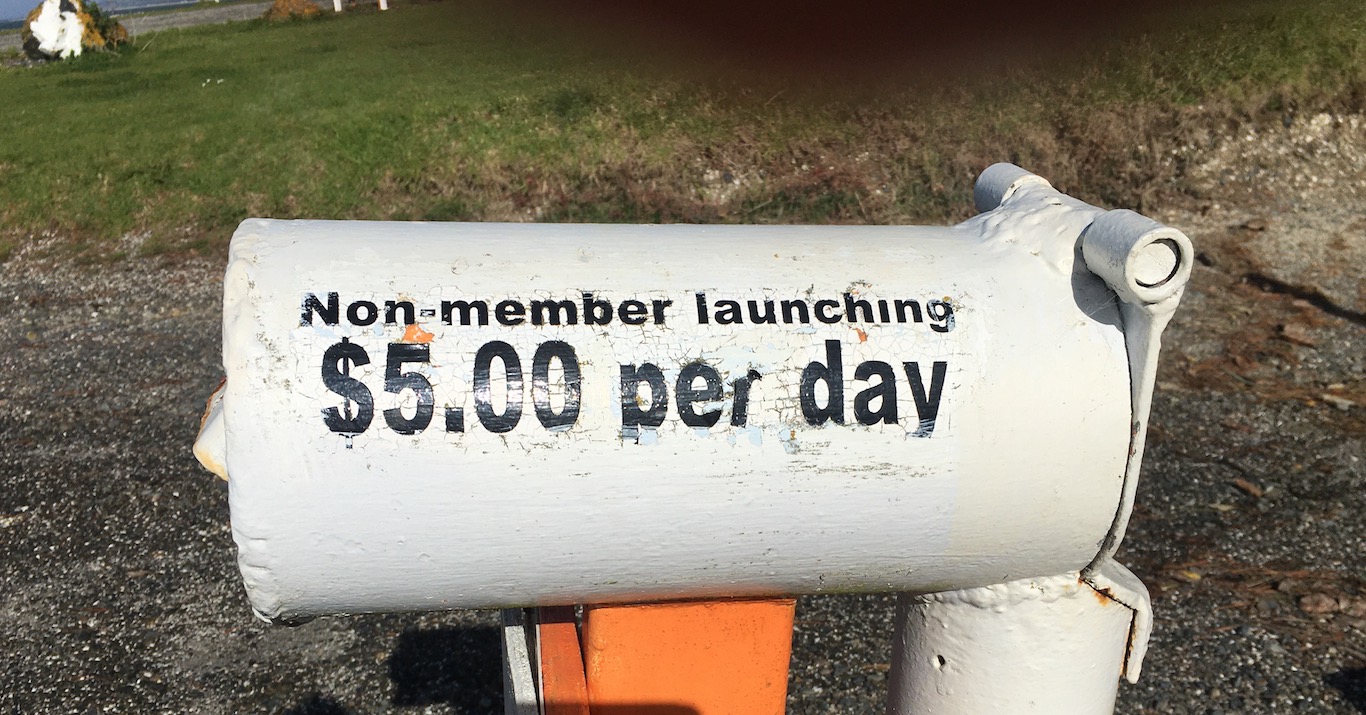 Non-member launching
$5.00 per day